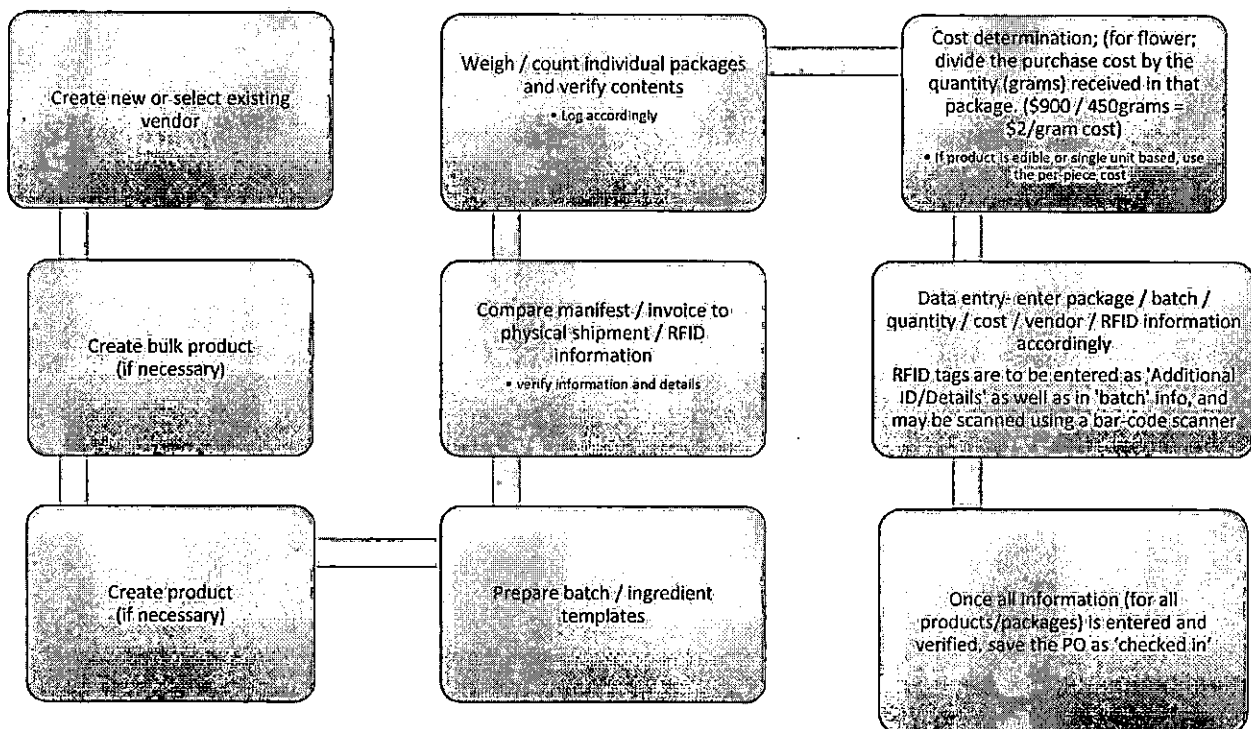 Create new or select existing
vendor
Create bulk product
(if necessary)
Create product
(if necessary)
Prepare batch / ingredient
templates
Compare manifest / invoice to
physical shipment / RFID
information
• verify information and details
Weigh / count individual packages
and verify contents
• Log accordingly
Cost determination; (for flower;
divide the purchase cost by the
quantity (grams) received in that
package. ($900 / 450grams =
$2/gram cost)
• If product is edible or single unit based, use
the per-piece cost
Data entry- enter package / batch /
quantity / cost / vendor / RFID information
accordingly
RFID tags are to be entered as 'Additional
ID/Details' as well as in 'batch' info, and
may be scanned using a bar-code scanner
Once all information (for all
products/packages) is entered and
verified, save the PO as 'checked in'